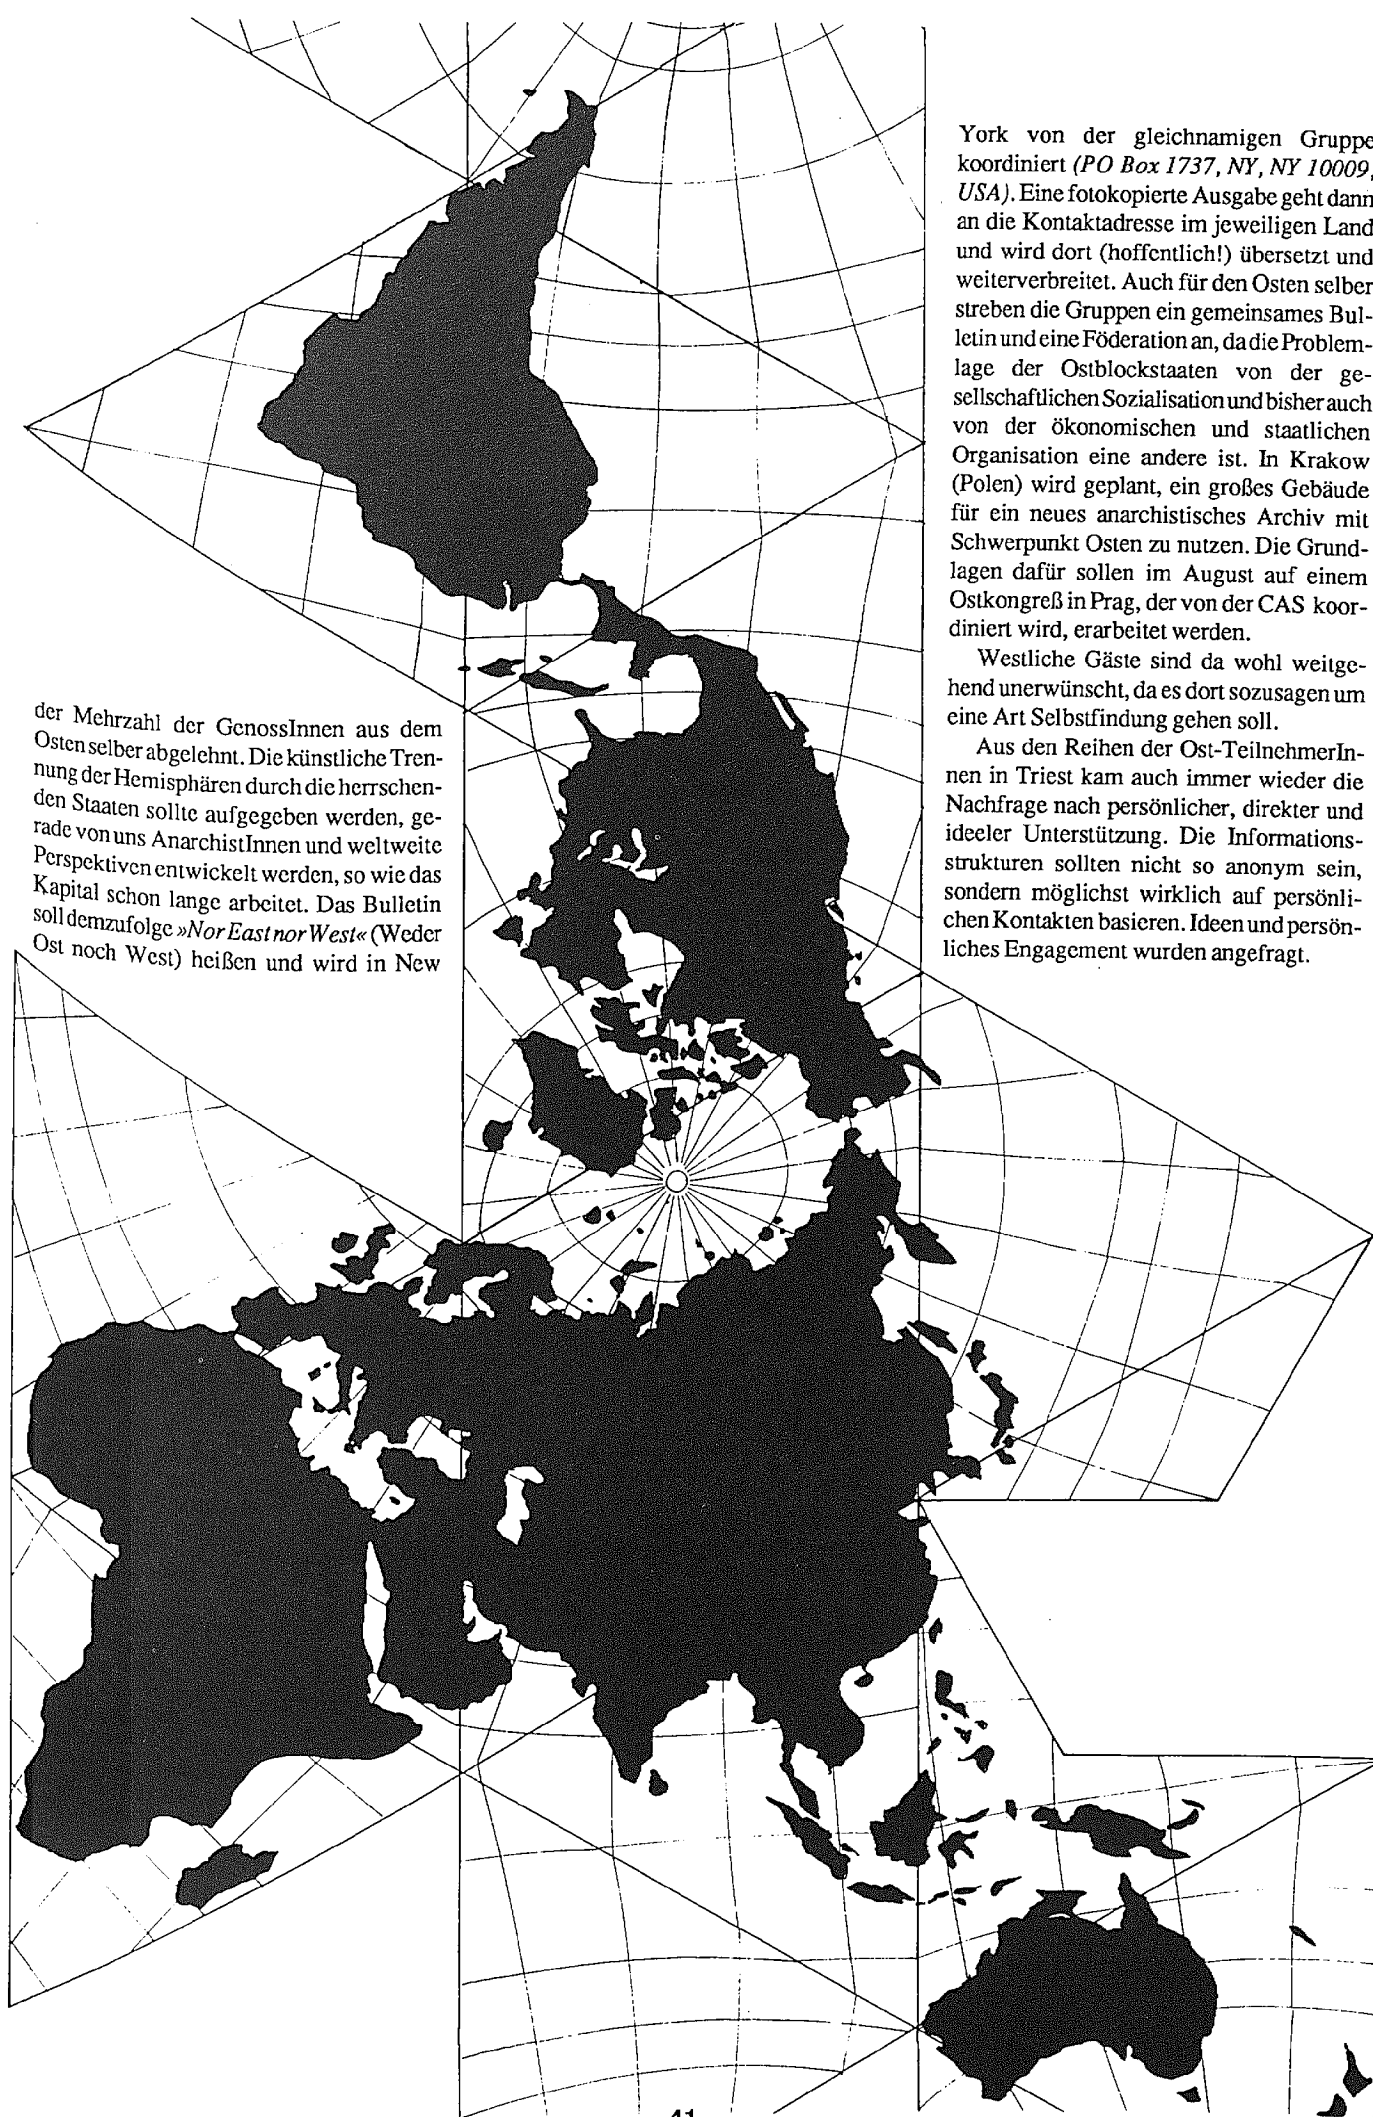 der Mehrzahl der GenossInnen aus dem
Osten selber abgelehnt. Die künstliche Tren-
nung der Hemisphären durch die herrschen-
den Staaten sollte aufgegeben werden, ge-
rade von uns AnarchistInnen und weltweite
Perspektiven entwickelt werden, so wie das
Kapital schon lange arbeitet. Das Bulletin
soll demzufolge »Nor East nor West« (Weder
Ost noch West) heißen und wird in New
York von der gleichnamigen Gruppe
koordiniert (PO Box 1737, NY, NY 10009,
USA). Eine fotokopierte Ausgabe geht dann
an die Kontaktadresse im jeweiligen Land
und wird dort (hoffentlich!) übersetzt und
weiterverbreitet. Auch für den Osten selber
streben die Gruppen ein gemeinsames Bul-
letin und eine Föderation an, da die Problem-
lage der Ostblockstaaten von der ge-
sellschaftlichen Sozialisation und bisher auch
von der ökonomischen und staatlichen
Organisation eine andere ist. In Krakow
(Polen) wird geplant, ein großes Gebäude
für ein neues anarchistisches Archiv mit
Schwerpunkt Osten zu nutzen. Die Grund-
lagen dafür sollen im August auf einem
Ostkongreß in Prag, der von der CAS koor-
diniert wird, erarbeitet werden.
Westliche Gäste sind da wohl weitge-
hend unerwünscht, da es dort sozusagen um
eine Art Selbstfindung gehen soll.
Aus den Reihen der Ost-TeilnehmerIn-
nen in Triest kam auch immer wieder die
Nachfrage nach persönlicher, direkter und
ideeler Unterstützung. Die Informations-
strukturen sollten nicht so anonym sein,
sondern möglichst wirklich auf persönli-
chen Kontakten basieren. Ideen und persön-
liches Engagement wurden angefragt.
41